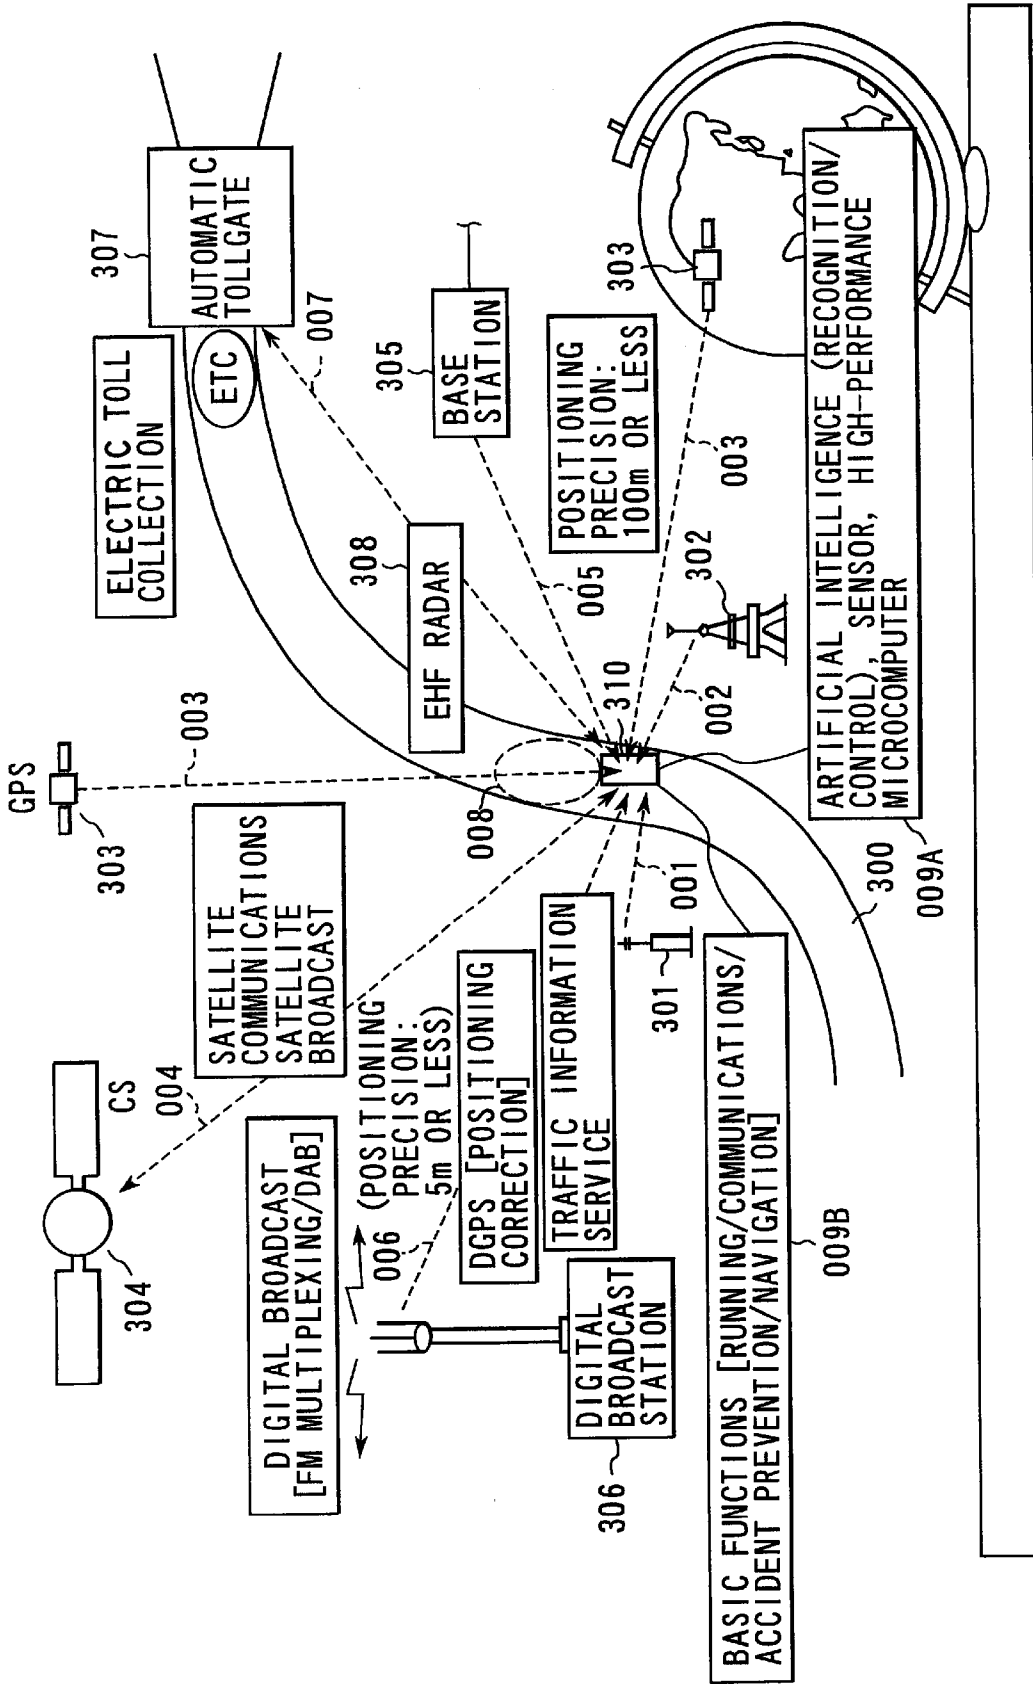 304
CS
004
GPS
303
003
SATELLITE
COMMUNICATIONS
SATELLITE
BROADCAST
ELECTRIC TOLL
COLLECTION
ETC
307
AUTOMATIC
TOLLGATE
007
DIGITAL BROADCAST
[FM MULTIPLEXING/DAB]
(POSITIONING
PRECISION:
5m OR LESS)
006
308
EHF RADAR
305
BASE
STATION
005
008
DGPS [POSITIONING
CORRECTION]
TRAFFIC INFORMATION
SERVICE
310
POSITIONING
PRECISION:
100m OR LESS
303
003
306
DIGITAL
BROADCAST
STATION
301
001
002
302
BASIC FUNCTIONS [RUNNING/COMMUNICATIONS/
ACCIDENT PREVENTION/NAVIGATION]
009B
300
ARTIFICIAL INTELLIGENCE (RECOGNITION/
CONTROL), SENSOR, HIGH-PERFORMANCE
MICROCOMPUTER
009A